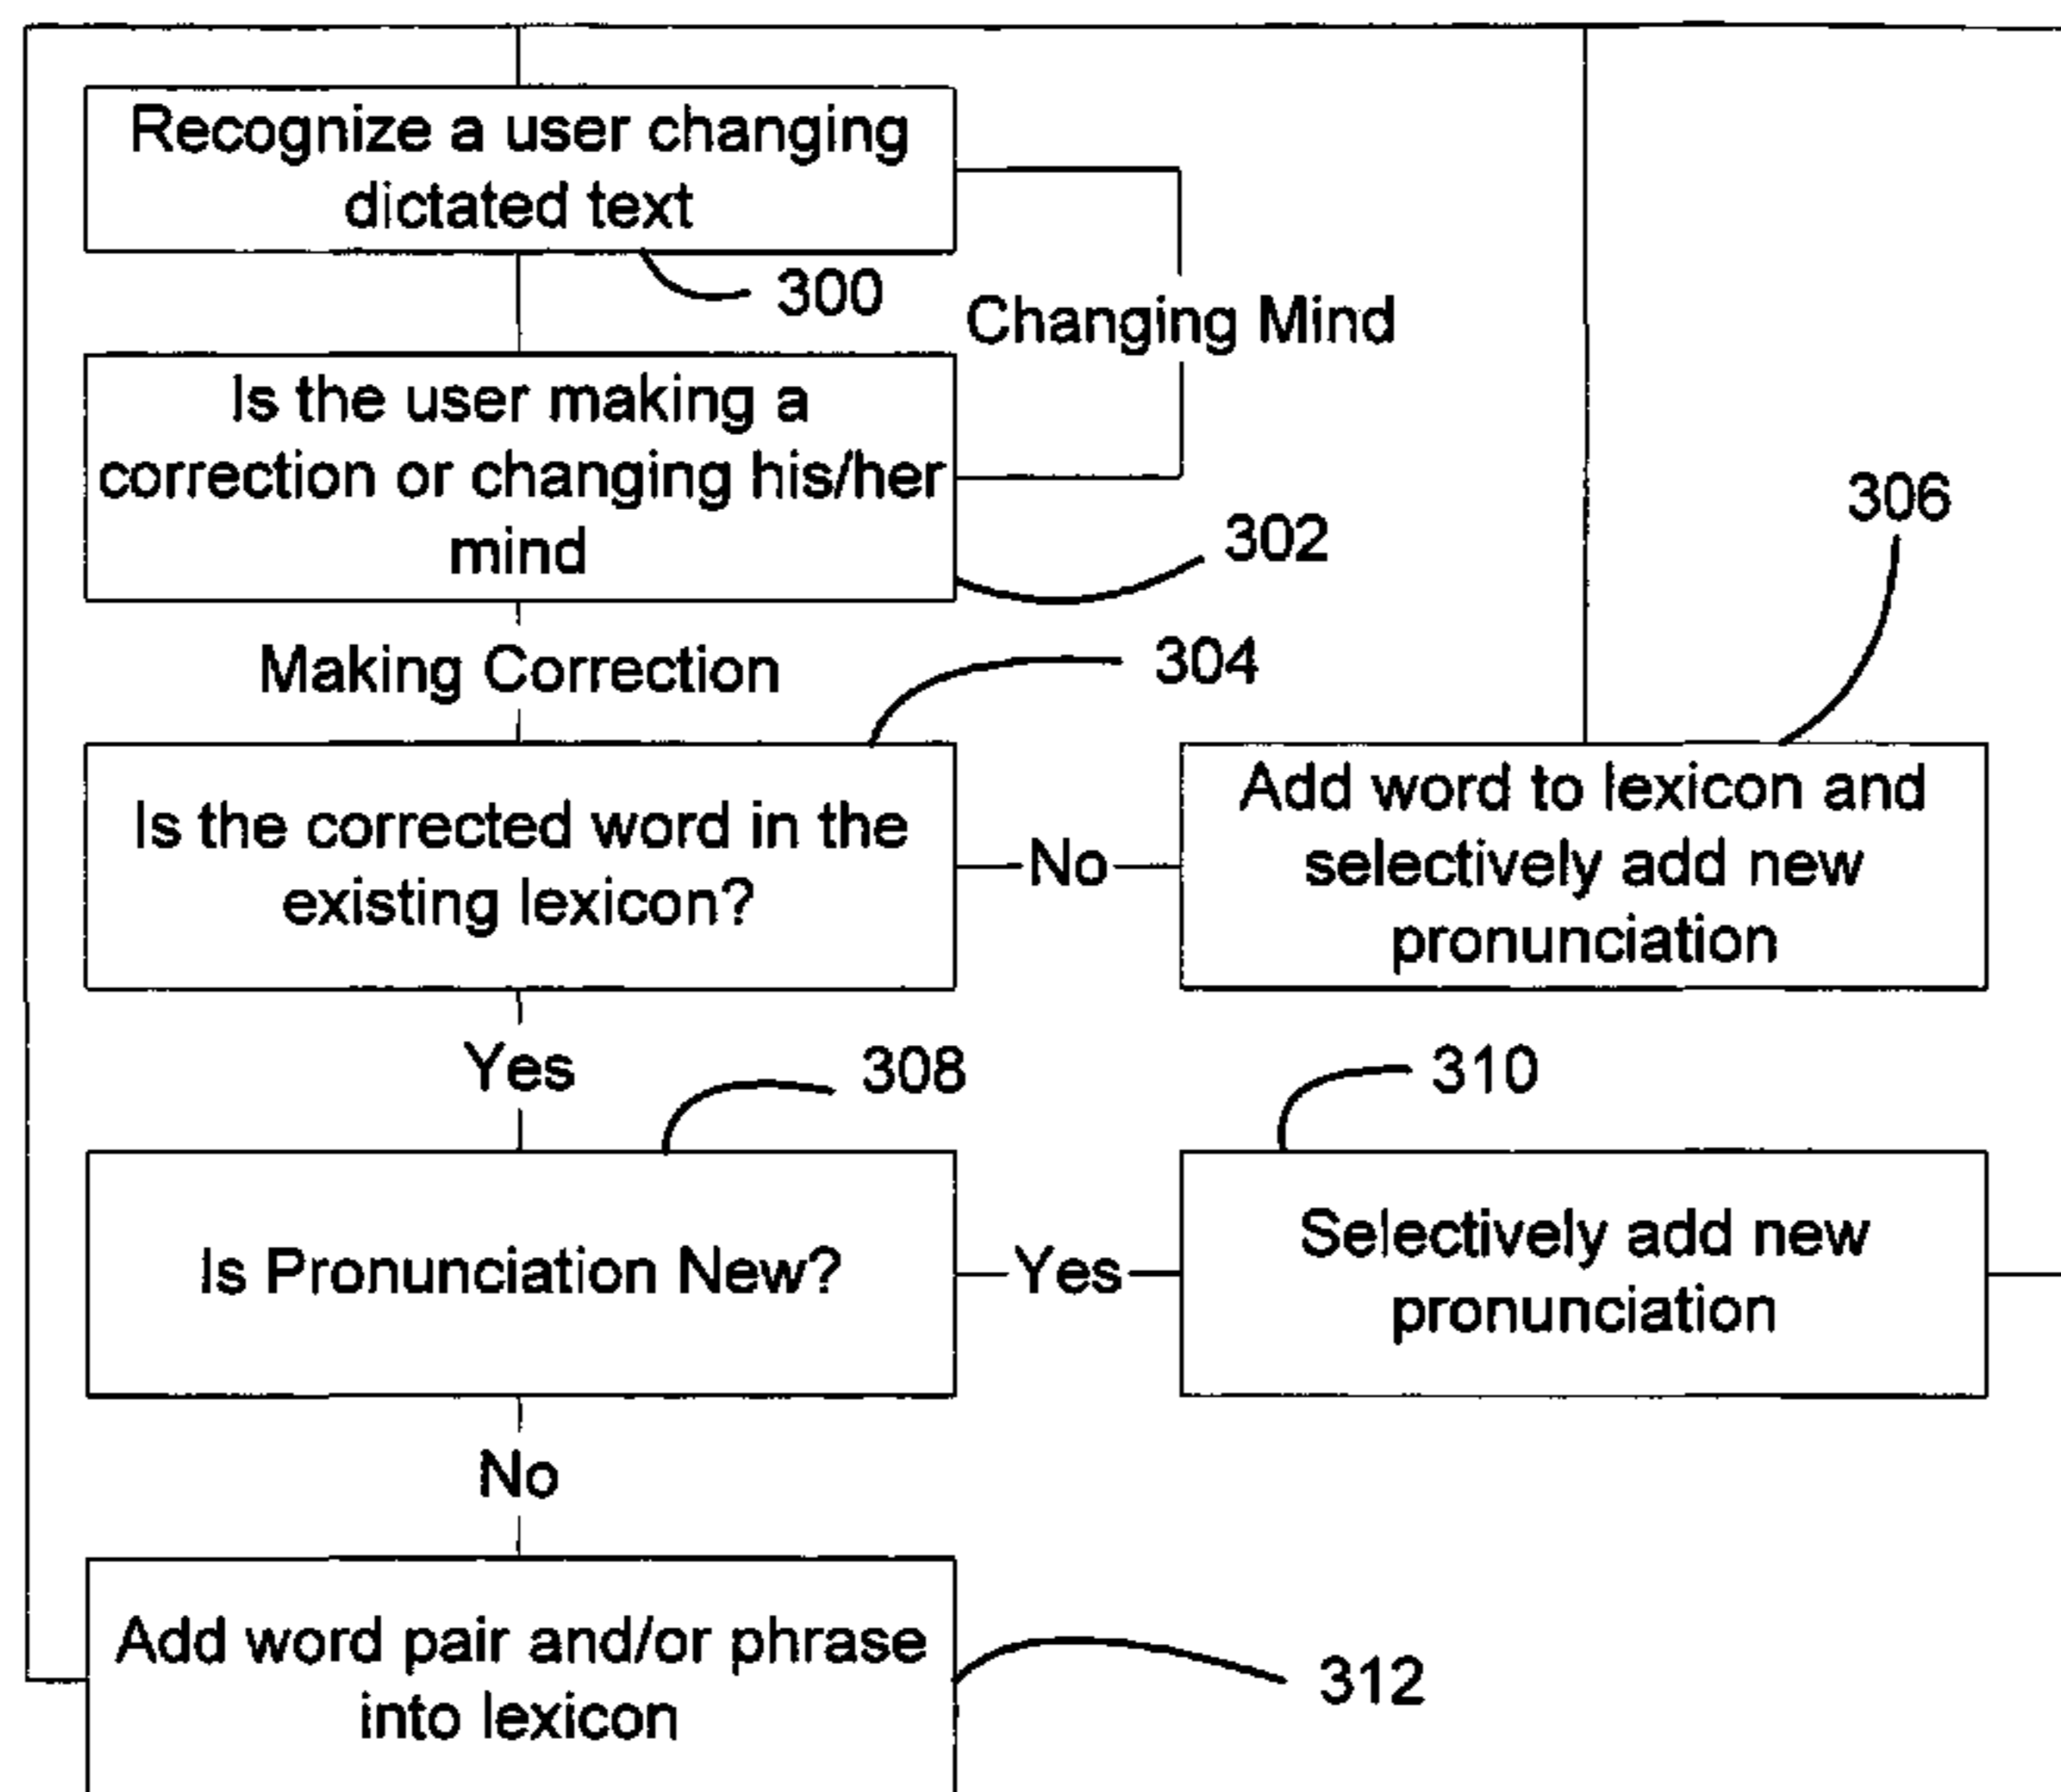 Recognize a user changing
dictated text
300
Changing Mind
Is the user making a
correction or changing his/her
mind
302
306
Making Correction
304
Is the corrected word in the
existing lexicon?
No
Add word to lexicon and
selectively add new
pronunciation
Yes
308
310
Is Pronunciation New?
Yes
Selectively add new
pronunciation
No
Add word pair and/or phrase
into lexicon
312